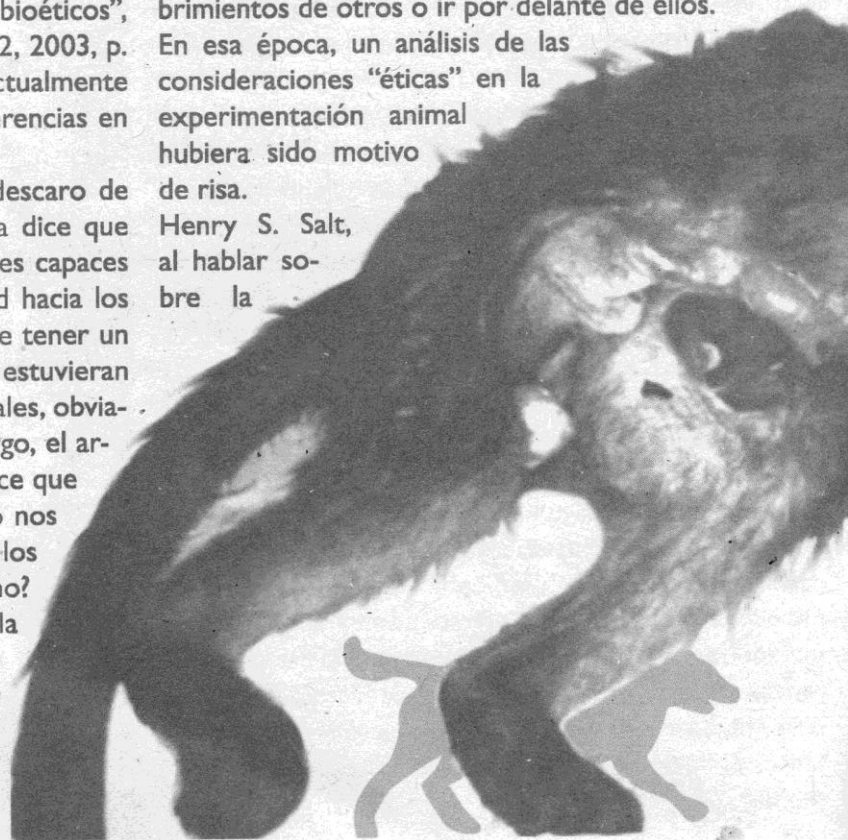 bioéticos”,
2, 2003, p.
ctualmente
rencias en
descaro de
a dice que
es capaces
d hacia los
e tener un
estuvieran
ales, obvia-
go, el ar-
ce que
o nos
los
no?
la
brimientos de otros o ir por delante de ellos.
En esa época, un análisis de las
consideraciones “éticas” en la
experimentación animal
hubiera sido motivo
de risa.
Henry S. Salt,
al hablar so-
bre la